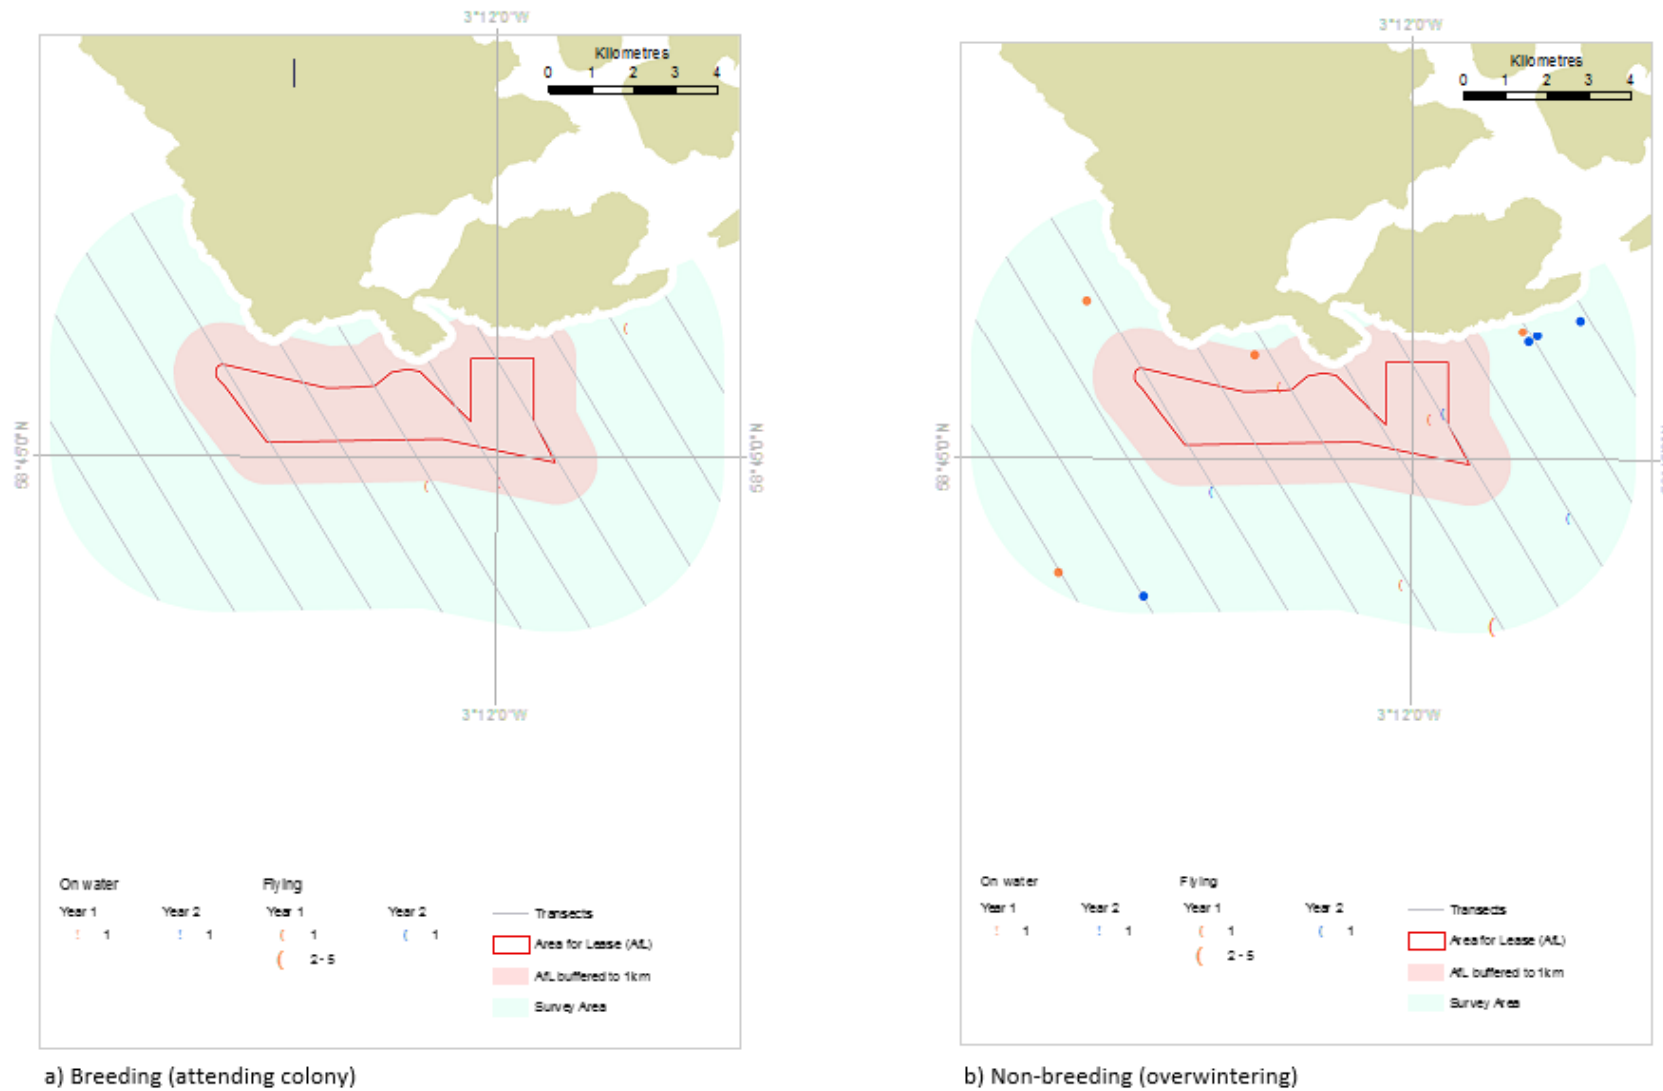 3°12'0"W
3°12'0"W
Kilometres
0 1 2 3 4
Kilometres
0 1 2 3 4
58°45'0"N
58°45'0"N
58°45'0"N
3°12'0"W
3°12'0"W
On water Flying
Year 1 Year 2 Year 1 Year 2 Transects
1 1 1 1 Area for Lease (AfL)
2 - 5
AfL buffered to 1km
Survey Area
On water Flying
Year 1 Year 2 Year 1 Year 2 Transects
1 1 1 1 Area for Lease (AfL)
2 - 5
AfL buffered to 1km
Survey Area
a) Breeding (attending colony)
b) Non-breeding (overwintering)